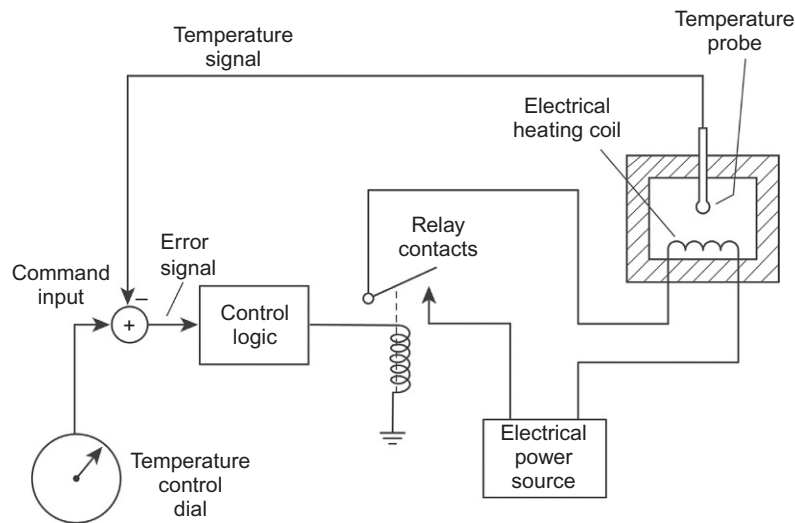 Temperature
signal
Temperature
probe
Electrical
heating coil
Relay
contacts
Error
signal
Command
input
–
+
Control
logic
Temperature
control
dial
Electrical
power
source